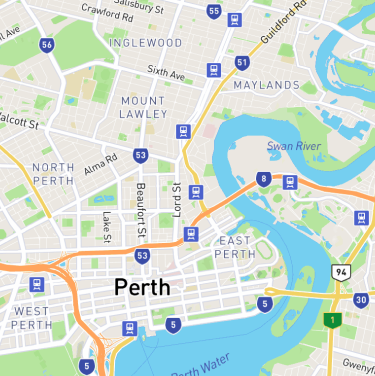 Salisbury St
55
Crawford Rd
Guildford Rd
INGLEWOOD
56
51
Sixth Ave
MAYLANDS
MOUNT
LAWLEY
alcott St
Swan River
53
Alma Rd
NORTH
PERTH
8
Beaufort St
Lord St
Lake St
EAST
PERTH
53
94
Perth
5
30
WEST
PERTH
5
1
5
Perth Water
Gwenyf